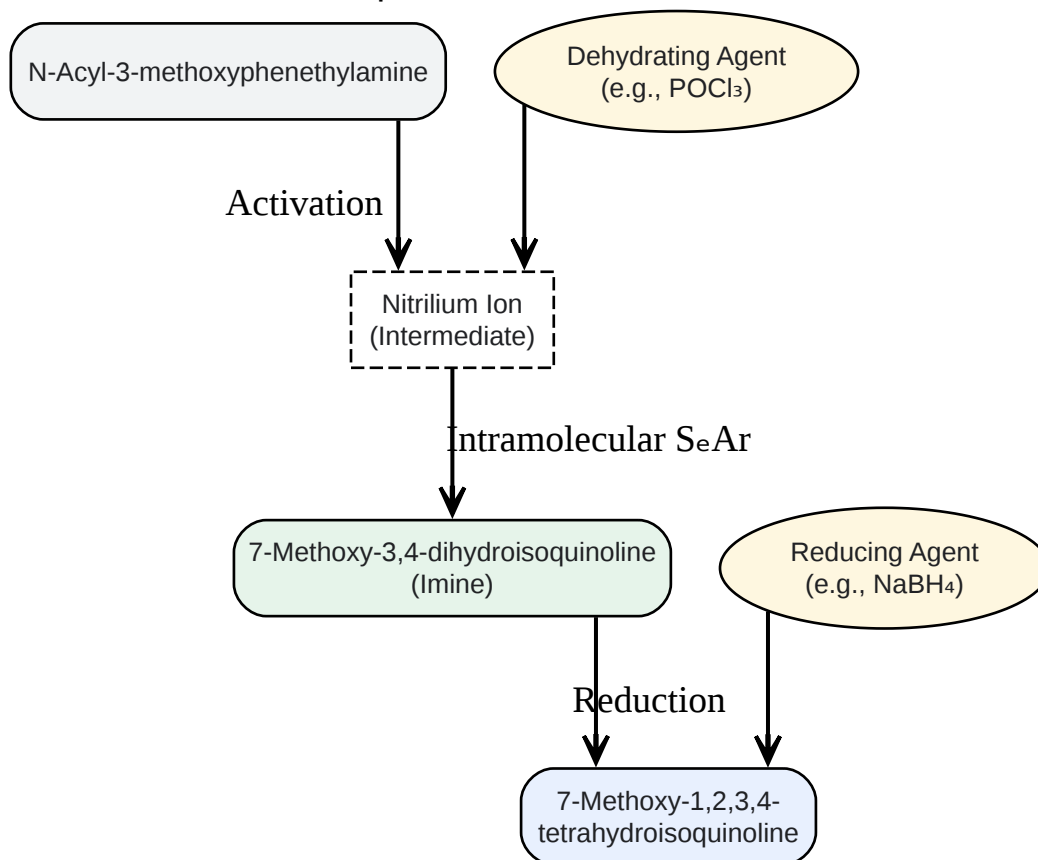 N-Acyl-3-methoxyphenethylamine
Dehydrating Agent
(e.g., POCl₃)
Activation
Nitrilium Ion
(Intermediate)
Intramolecular SₑAr
7-Methoxy-3,4-dihydroisoquinoline
(Imine)
Reducing Agent
(e.g., NaBH₄)
Reduction
7-Methoxy-1,2,3,4-
tetrahydroisoquinoline